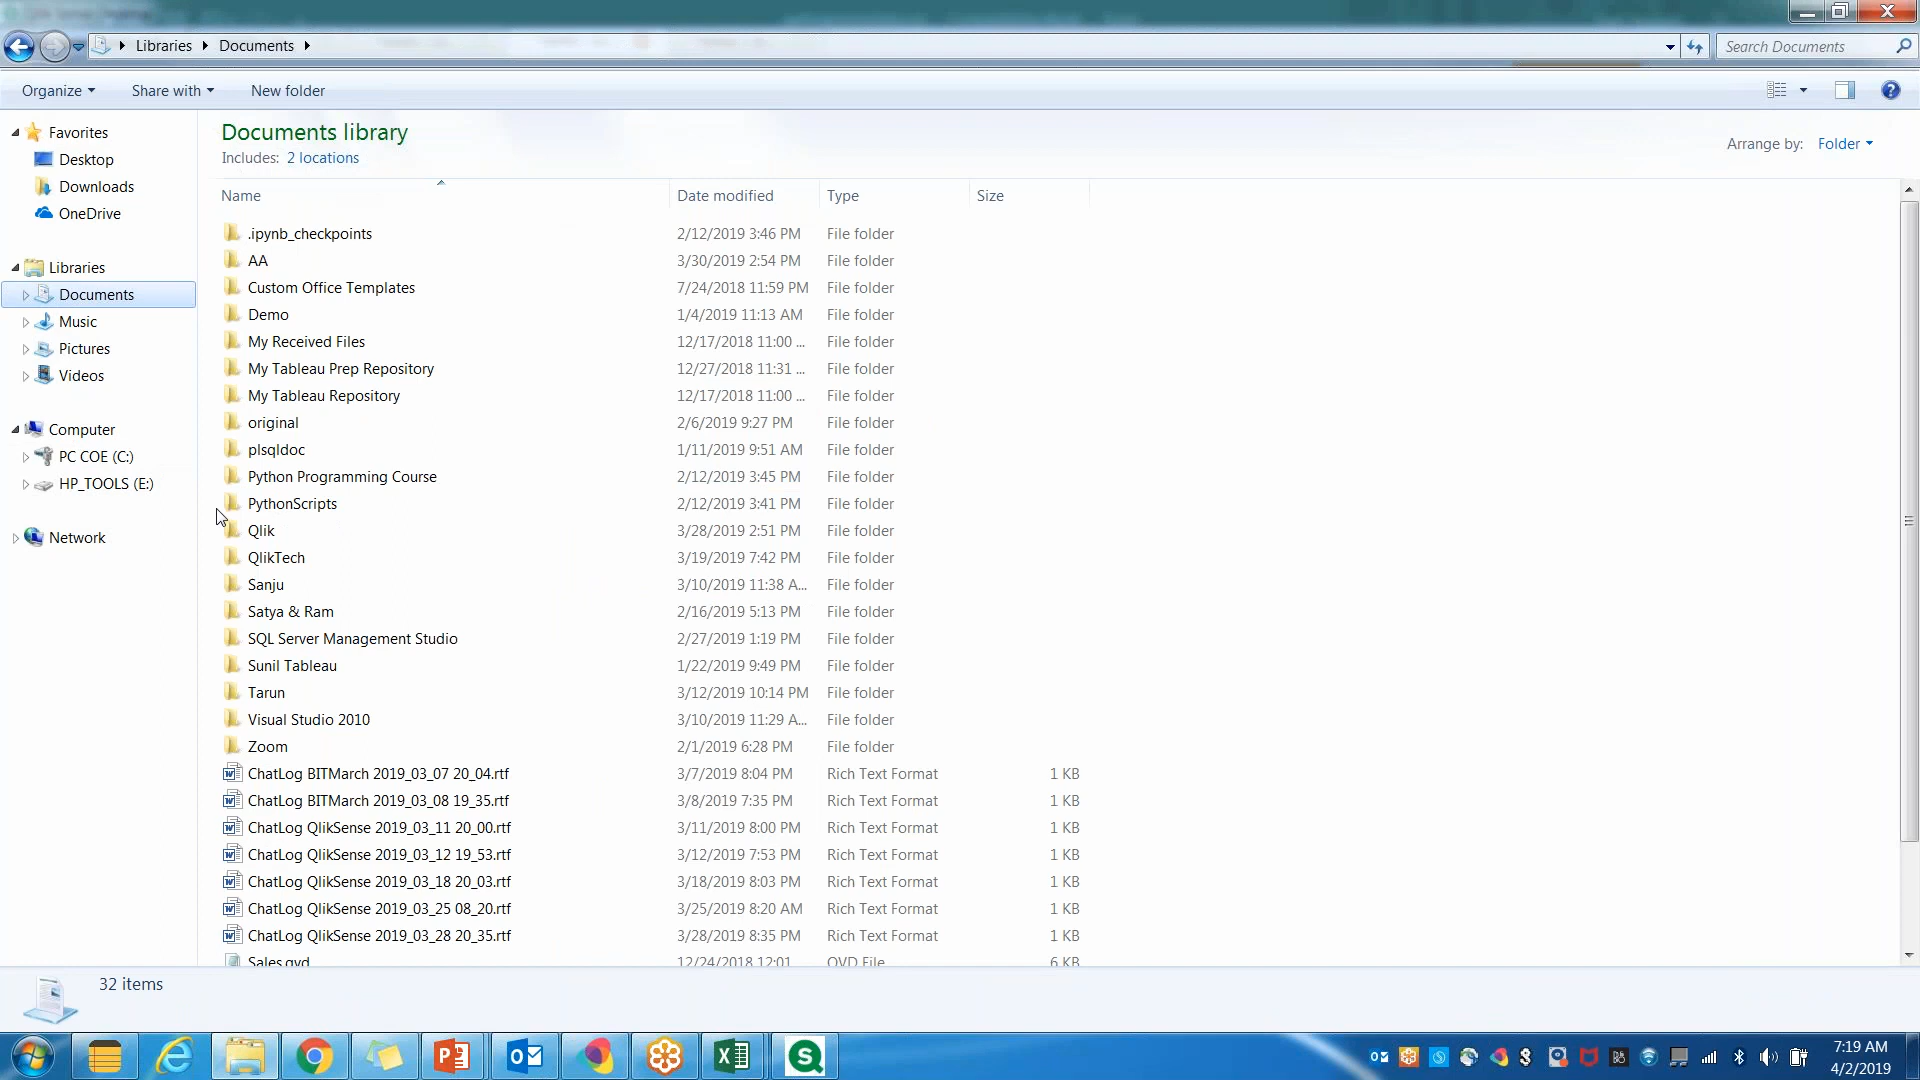 Libraries Documents
Search Documents
Organize Share with New folder
Documents library
Includes: 2 locations
Arrange by: Folder
Name Date modified Type Size
Favorites
Desktop
Downloads
OneDrive
Libraries
Documents
Music
Pictures
Videos
Computer
PC COE (C:)
HP_TOOLS (E:)
Network
.ipynb_checkpoints 2/12/2019 3:46 PM File folder
AA 3/30/2019 2:54 PM File folder
Custom Office Templates 7/24/2018 11:59 PM File folder
Demo 1/4/2019 11:13 AM File folder
My Received Files 12/17/2018 11:00 ... File folder
My Tableau Prep Repository 12/27/2018 11:31 ... File folder
My Tableau Repository 12/17/2018 11:00 ... File folder
original 2/6/2019 9:27 PM File folder
plsqldoc 1/11/2019 9:51 AM File folder
Python Programming Course 2/12/2019 3:45 PM File folder
PythonScripts 2/12/2019 3:41 PM File folder
Qlik 3/28/2019 2:51 PM File folder
QlikTech 3/19/2019 7:42 PM File folder
Sanju 3/10/2019 11:38 A... File folder
Satya & Ram 2/16/2019 5:13 PM File folder
SQL Server Management Studio 2/27/2019 1:19 PM File folder
Sunil Tableau 1/22/2019 9:49 PM File folder
Tarun 3/12/2019 10:14 PM File folder
Visual Studio 2010 3/10/2019 11:29 A... File folder
Zoom 2/1/2019 6:28 PM File folder
ChatLog BITMarch 2019_03_07 20_04.rtf 3/7/2019 8:04 PM Rich Text Format 1 KB
ChatLog BITMarch 2019_03_08 19_35.rtf 3/8/2019 7:35 PM Rich Text Format 1 KB
ChatLog QlikSense 2019_03_11 20_00.rtf 3/11/2019 8:00 PM Rich Text Format 1 KB
ChatLog QlikSense 2019_03_12 19_53.rtf 3/12/2019 7:53 PM Rich Text Format 1 KB
ChatLog QlikSense 2019_03_18 20_03.rtf 3/18/2019 8:03 PM Rich Text Format 1 KB
ChatLog QlikSense 2019_03_25 08_20.rtf 3/25/2019 8:20 AM Rich Text Format 1 KB
ChatLog QlikSense 2019_03_28 20_35.rtf 3/28/2019 8:35 PM Rich Text Format 1 KB
Sales.qvd 12/24/2018 12:01 QVD File 6 KB
32 items
7:19 AM
4/2/2019